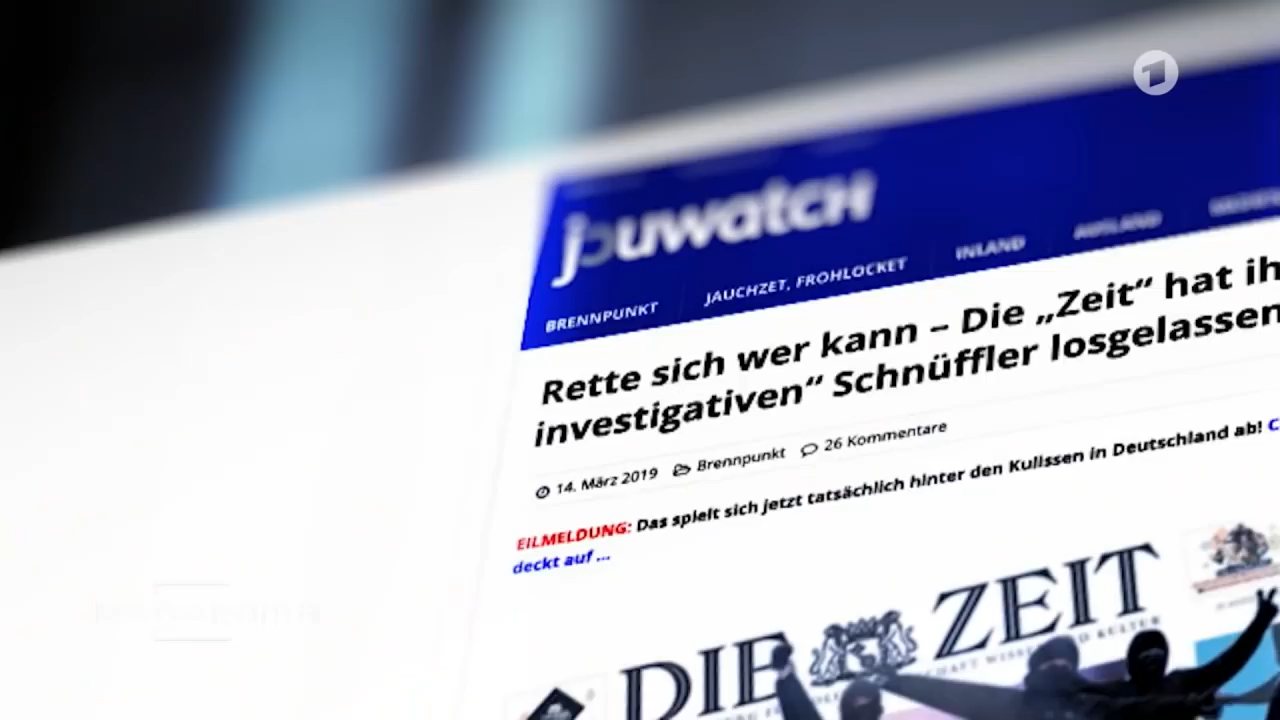 1
jouwatch
BRENNPUNKT JAUCHZET, FROHLOCKET INLAND AUSLAND
Rette sich wer kann – Die „Zeit“ hat ih
investigativen“ Schnüffler losgelassen
14. März 2019 Brennpunkt 26 Kommentare
EILMELDUNG: Das spielt sich jetzt tatsächlich hinter den Kulissen in Deutschland ab! C
deckt auf ...
DIE ZEIT